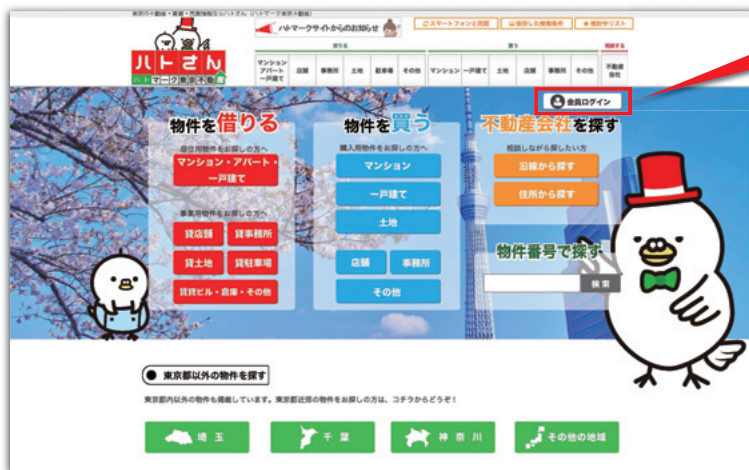 東京の不動産・賃貸・売買情報ならハトさん（ハトマーク東京不動産）
ハトさん
ハトマーク東京不動産
ハトマークサイトからのお知らせ
スマートフォンと同期
保存した検索条件
検討中リスト
借りる
買う
相談する
マンション
アパート
一戸建て
店舗
事務所
土地
駐車場
その他
マンション
一戸建て
土地
店舗
事務所
その他
不動産
会社
会員ログイン
物件を借りる
居住用物件をお探しの方へ
マンション・アパート・
一戸建て
事業用物件をお探しの方へ
貸店舗
貸事務所
貸土地
貸駐車場
賃貸ビル・倉庫・その他
物件を買う
購入用物件をお探しの方へ
マンション
一戸建て
土地
店舗
事務所
その他
不動産会社を探す
相談しながら探したい方
沿線から探す
住所から探す
物件番号で探す
検索
東京都以外の物件を探す
東京都内以外の物件も掲載しています。東京都近郊の物件をお探しの方は、コチラからどうぞ！
埼玉
千葉
神奈川
その他の地域